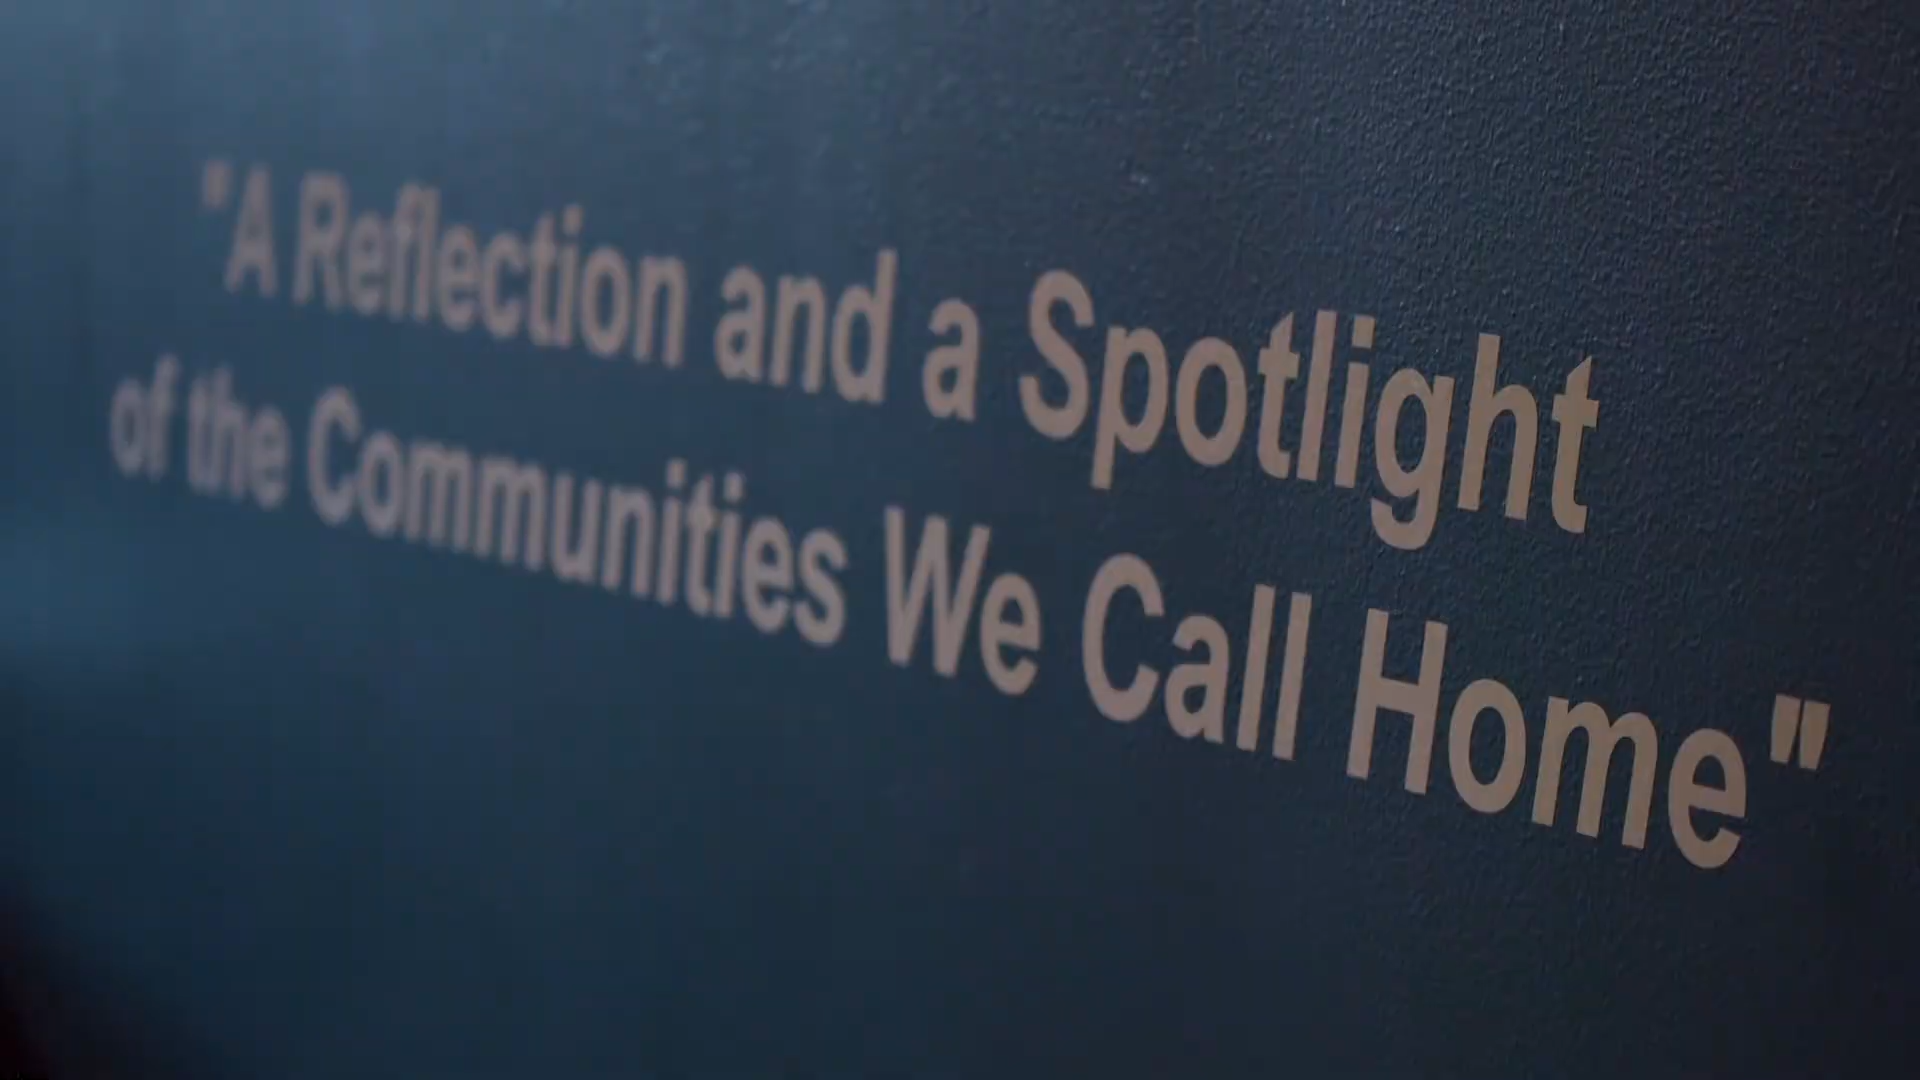 "A Reflection and a Spotlight
of the Communities We Call Home"